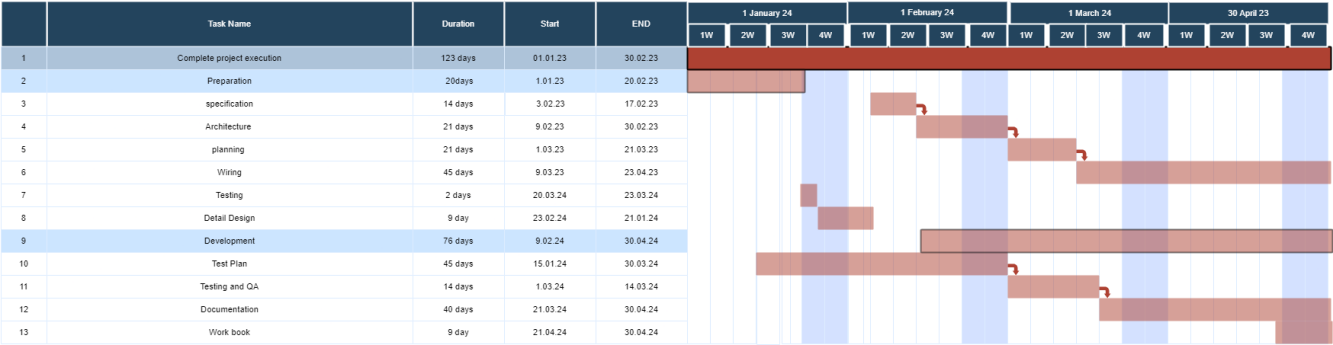 Task Name Duration Start END 1 January 24 1 February 24 1 March 24 30 April 23
1W 2W 3W 4W 1W 2W 3W 4W 1W 2W 3W 4W 1W 2W 3W 4W
1 Complete project execution 123 days 01.01.23 30.02.23
2 Preparation 20days 1.01.23 20.02.23
3 specification 14 days 3.02.23 17.02.23
4 Architecture 21 days 9.02.23 30.02.23
5 planning 21 days 1.03.23 21.03.23
6 Wiring 45 days 9.03.23 23.04.23
7 Testing 2 days 20.03.24 23.03.24
8 Detail Design 9 day 23.02.24 21.01.24
9 Development 76 days 9.02.24 30.04.24
10 Test Plan 45 days 15.01.24 30.03.24
11 Testing and QA 14 days 1.03.24 14.03.24
12 Documentation 40 days 21.03.24 30.04.24
13 Work book 9 day 21.04.24 30.04.24